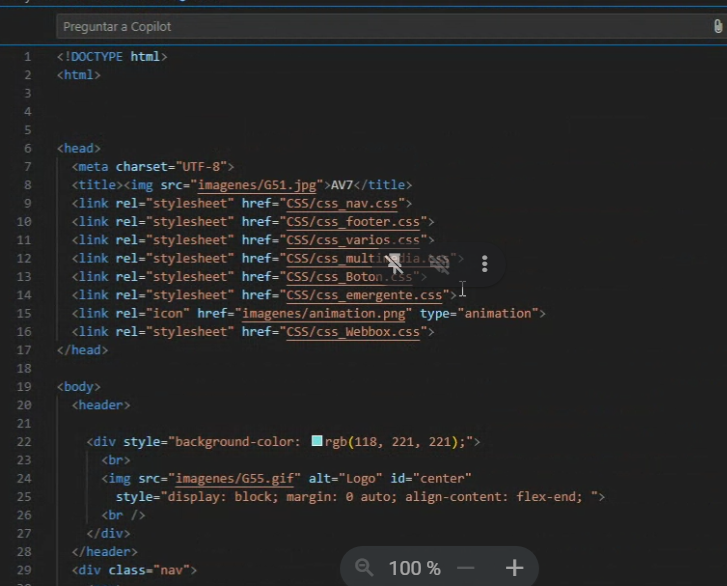 Preguntar a Copilot
1 <!DOCTYPE html>
2 <html>
3
4
5
6 <head>
7 <meta charset="UTF-8">
8 <title><img src="imagenes/G51.jpg">AV7</title>
9 <link rel="stylesheet" href="CSS/css_nav.css">
10 <link rel="stylesheet" href="CSS/css_footer.css">
11 <link rel="stylesheet" href="CSS/css_varios.css">
12 <link rel="stylesheet" href="CSS/css_multimedia.css">
13 <link rel="stylesheet" href="CSS/css_Boton.css">
14 <link rel="stylesheet" href="CSS/css_emergente.css">
15 <link rel="icon" href="imagenes/animation.png" type="animation">
16 <link rel="stylesheet" href="CSS/css_Webbox.css">
17 </head>
18
19 <body>
20 <header>
21
22 <div style="background-color: rgb(118, 221, 221);">
23 <br>
24 <img src="imagenes/G55.gif" alt="Logo" id="center"
25 style="display: block; margin: 0 auto; align-content: flex-end; ">
26 <br />
27 </div>
28 </header>
29 <div class="nav">
100 %